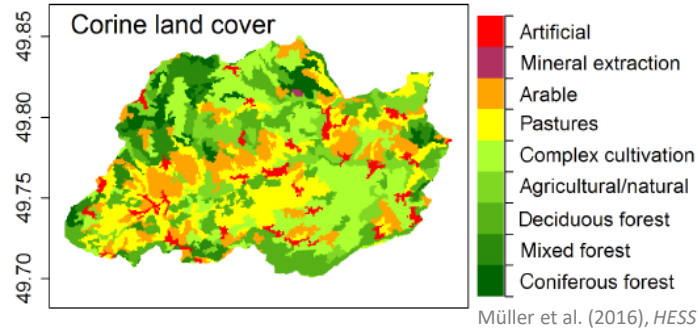 Corine land cover
49.85
49.80
49.75
49.70
Artificial
Mineral extraction
Arable
Pastures
Complex cultivation
Agricultural/natural
Deciduous forest
Mixed forest
Coniferous forest
Müller et al. (2016), HESS